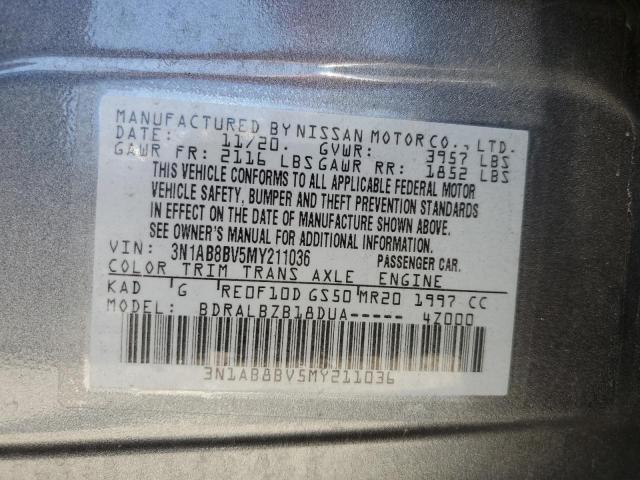 MANUFACTURED BY NISSAN MOTOR CO., LTD.
DATE: 11/20. GVWR: 3957 LBS
GAWR FR: 2116 LBS GAWR RR: 1852 LBS
THIS VEHICLE CONFORMS TO ALL APPLICABLE FEDERAL MOTOR
VEHICLE SAFETY, BUMPER AND THEFT PREVENTION STANDARDS
IN EFFECT ON THE DATE OF MANUFACTURE SHOWN ABOVE.
SEE OWNER'S MANUAL FOR ADDITIONAL INFORMATION.
VIN: 3N1AB8BV5MY211036 PASSENGER CAR.
COLOR TRIM TRANS AXLE ENGINE
KAD G RE0F10D GS50 MR20 1997 CC
MODEL: BDRALBZB18DUA----- 4Z000
3N1AB8BV5MY211036